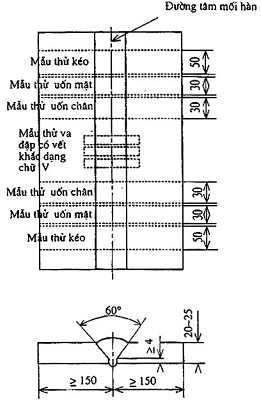 Đường tâm mối hàn
Mẫu thử kéo
50
Mẫu thử uốn mặt
30
Mẫu thử uốn chân
30
Mẫu thử va
đập có vết
khắc dạng
chữ V
Mẫu thử uốn chân
30
Mẫu thử uốn mặt
30
Mẫu thử kéo
50
60°
≥4
20-25
≥ 150
≥ 150